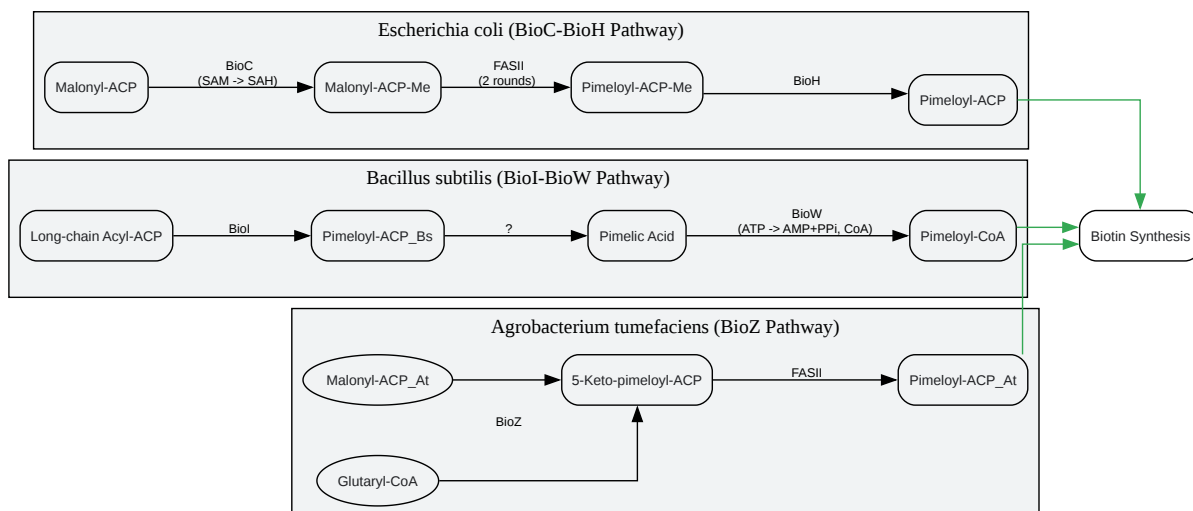 Escherichia coli (BioC-BioH Pathway)
Malonyl-ACP
BioC
(SAM -> SAH)
Malonyl-ACP-Me
FASII
(2 rounds)
Pimeloyl-ACP-Me
BioH
Pimeloyl-ACP
Bacillus subtilis (BioI-BioW Pathway)
Long-chain Acyl-ACP
BioI
Pimeloyl-ACP_Bs
?
Pimelic Acid
BioW
(ATP -> AMP+PPi, CoA)
Pimeloyl-CoA
Biotin Synthesis
Agrobacterium tumefaciens (BioZ Pathway)
Malonyl-ACP_At
5-Keto-pimeloyl-ACP
FASII
Pimeloyl-ACP_At
BioZ
Glutaryl-CoA